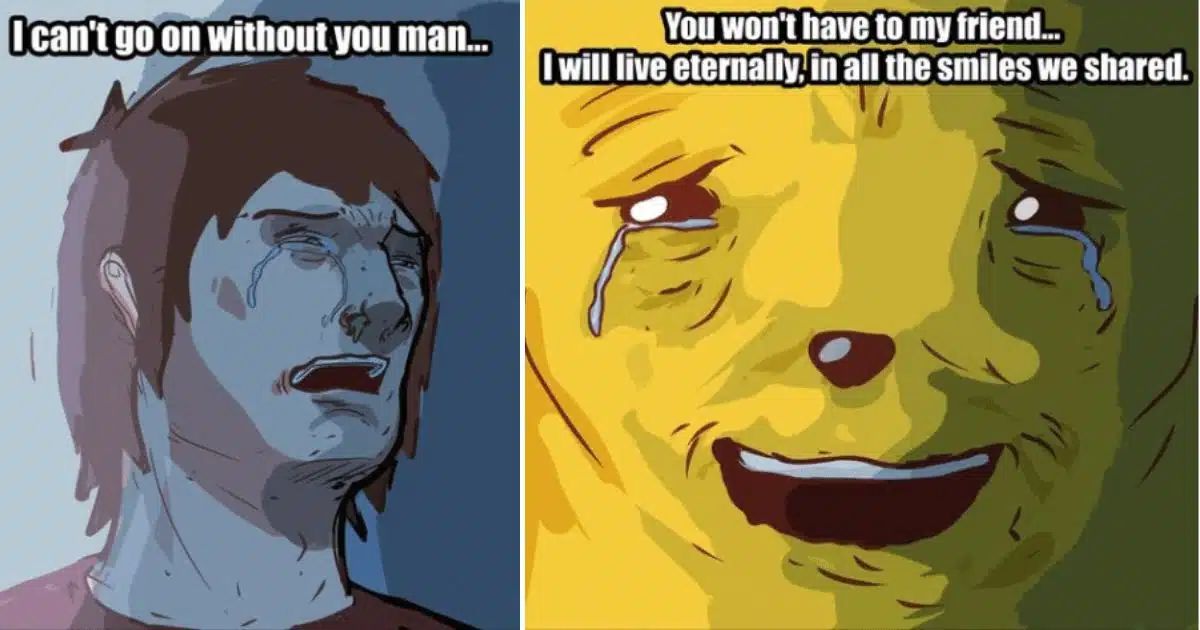 I can't go on without you man...
You won't have to my friend...
I will live eternally, in all the smiles we shared.